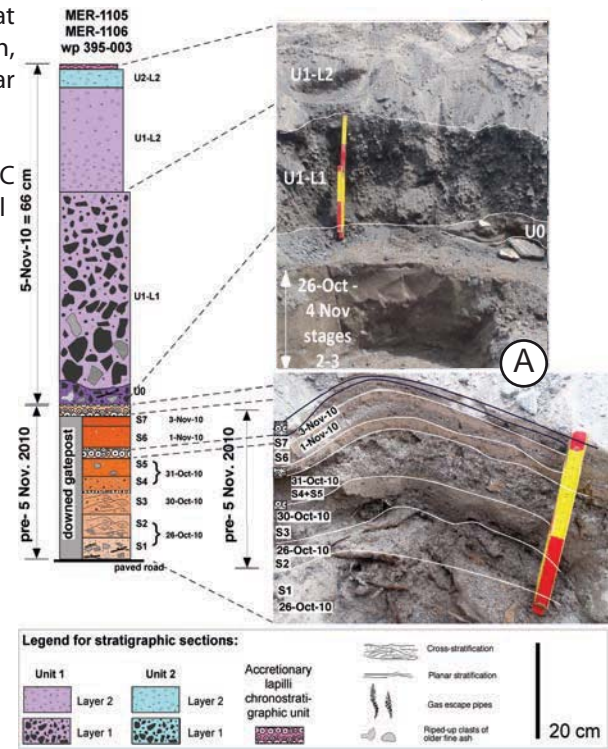 at
n,
ar
C
l
MER-1105
MER-1106
wp 395-003
5-Nov-10 = 66 cm
U2-L2
U1-L2
U1-L1
U0
pre- 5 Nov. 2010
downed gatepost
S7
3-Nov-10
S6
1-Nov-10
S5
S4
31-Oct-10
S3
30-Oct-10
S2
S1
26-Oct-10
paved road
pre- 5 Nov. 2010
U1-L2
U1-L1
U0
26-Oct -
4 Nov
stages
2-3
A
3-Nov-10
S7
1-Nov-10
S6
31-Oct-10
S4+S5
30-Oct-10
S3
26-Oct-10
S2
S1
26-Oct-10
Legend for stratigraphic sections:
Unit 1
Layer 2
Layer 1
Unit 2
Layer 2
Layer 1
Accretionary
lapilli
chronostrati-
graphic unit
Cross-stratification
Planar stratification
Gas escape pipes
Riped-up clasts of
older fine ash
20 cm